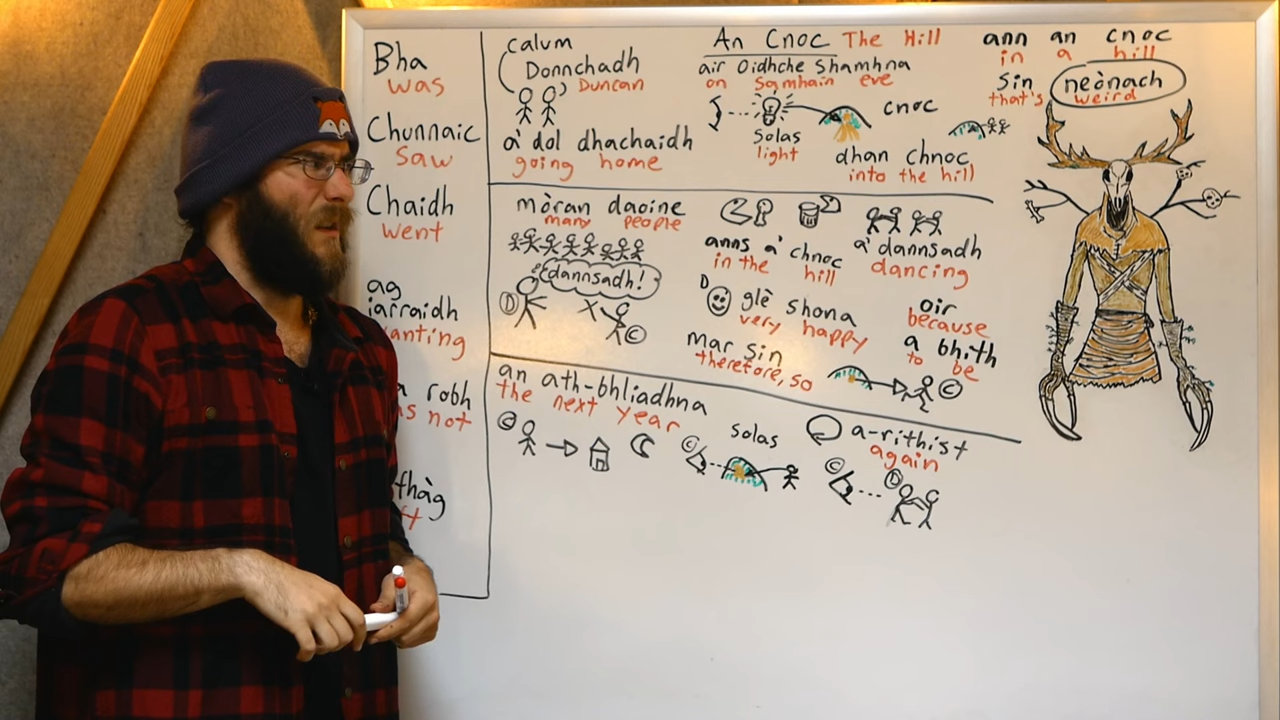 Bha
was
Chunnaic
Saw
Chaidh
went
ag
iarraidh
wanting
robh
not
fhàg
calum
Donnchadh
Duncan
a' dol dhachaidh
going home
An Cnoc The Hill
air Oidhche Shamhna
on Samhain eve
cnoc
Solas
light
dhan chnoc
into the hill
ann an cnoc
in a hill
Sin neònach
that's weird
mòran daoine
many people
dannsadh!
D
C
anns a' chnoc
in the hill
a' dannsadh
dancing
D
glè shona
very happy
oir
because
a bhith
to be
mar sin
therefore, so
C
an ath-bhliadhna
the next year
C
C
solas
a-rithist
again
C
D